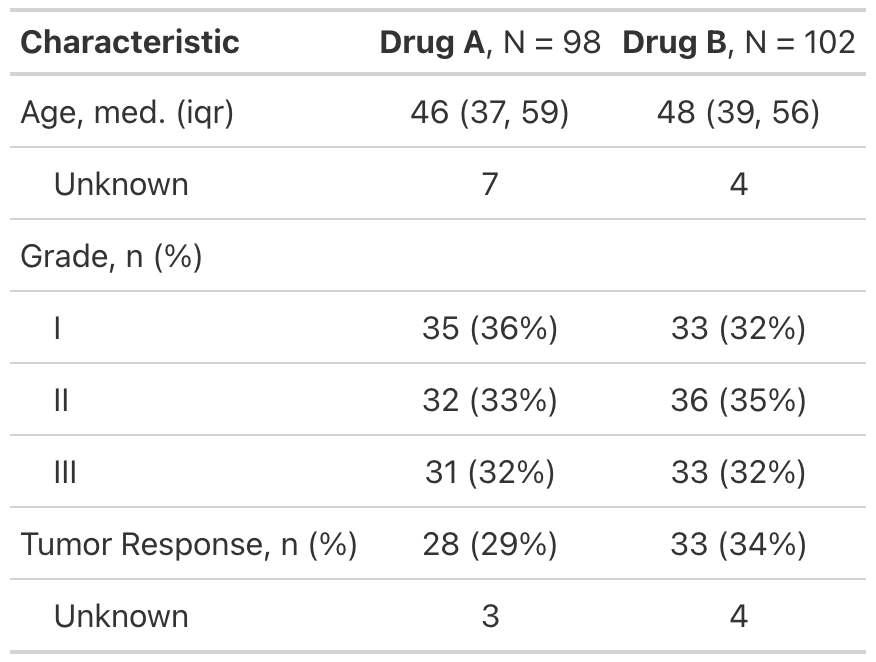 Characteristic Drug A, N = 98 Drug B, N = 102
Age, med. (iqr) 46 (37, 59) 48 (39, 56)
Unknown 7 4
Grade, n (%)
I 35 (36%) 33 (32%)
II 32 (33%) 36 (35%)
III 31 (32%) 33 (32%)
Tumor Response, n (%) 28 (29%) 33 (34%)
Unknown 3 4